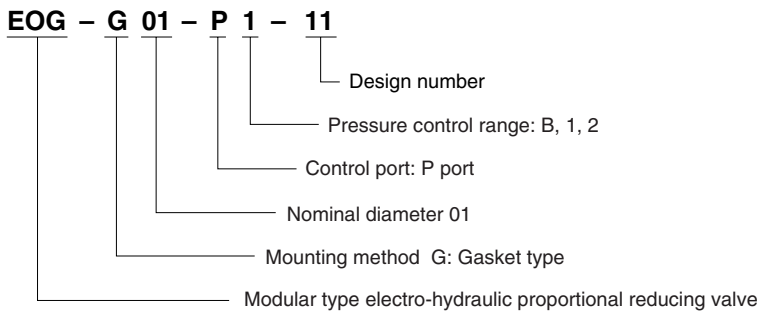 EOG – G 01 – P 1 – 11
Design number
Pressure control range: B, 1, 2
Control port: P port
Nominal diameter 01
Mounting method G: Gasket type
Modular type electro-hydraulic proportional reducing valve